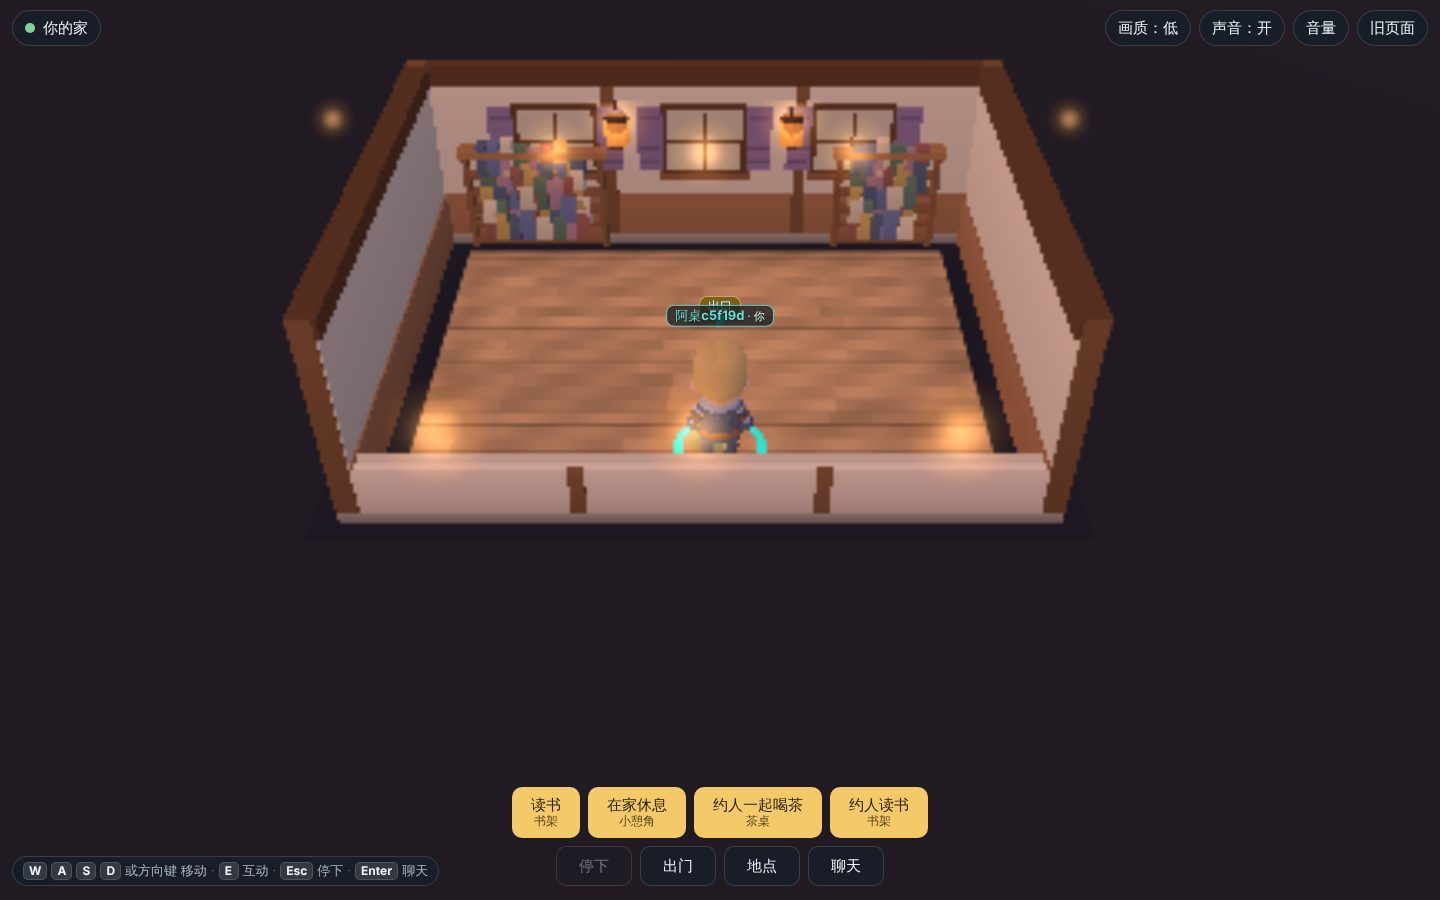 你的家
画质：低
声音：开
音量
旧页面
出口
阿桌c5f19d · 你
读书
书架
在家休息
小憩角
约人一起喝茶
茶桌
约人读书
书架
停下
出门
地点
聊天
W A S D 或方向键 移动 · E 互动 · Esc 停下 · Enter 聊天